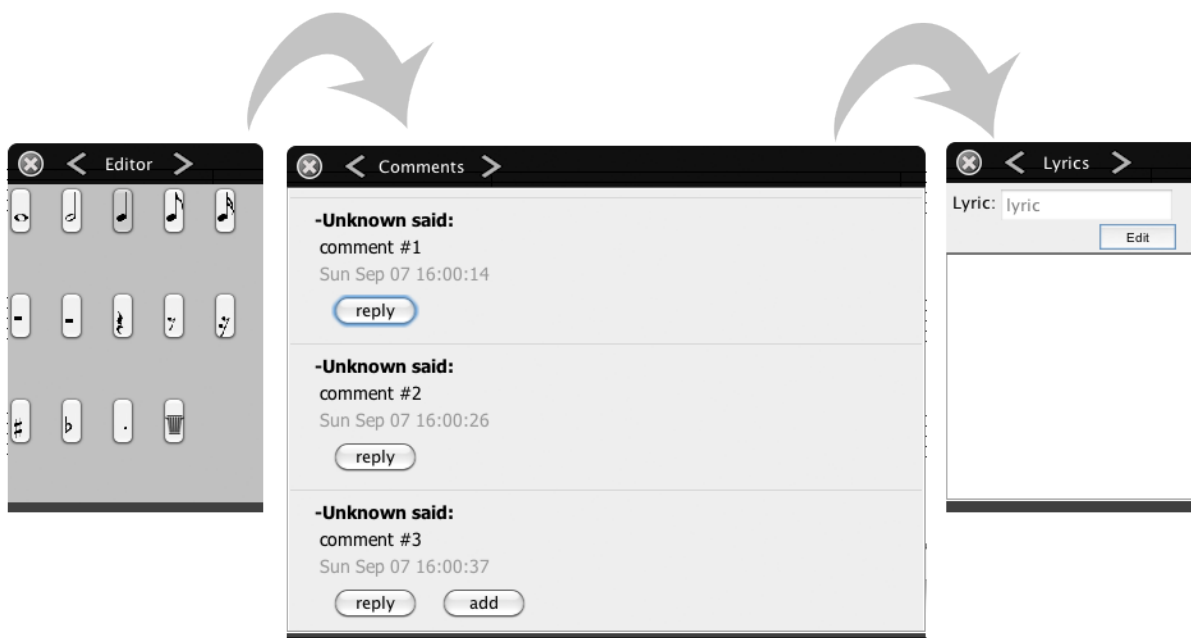 Editor
Comments
-Unknown said:
comment #1
Sun Sep 07 16:00:14
reply
-Unknown said:
comment #2
Sun Sep 07 16:00:26
reply
-Unknown said:
comment #3
Sun Sep 07 16:00:37
reply add
Lyrics
Lyric: lyric
Edit